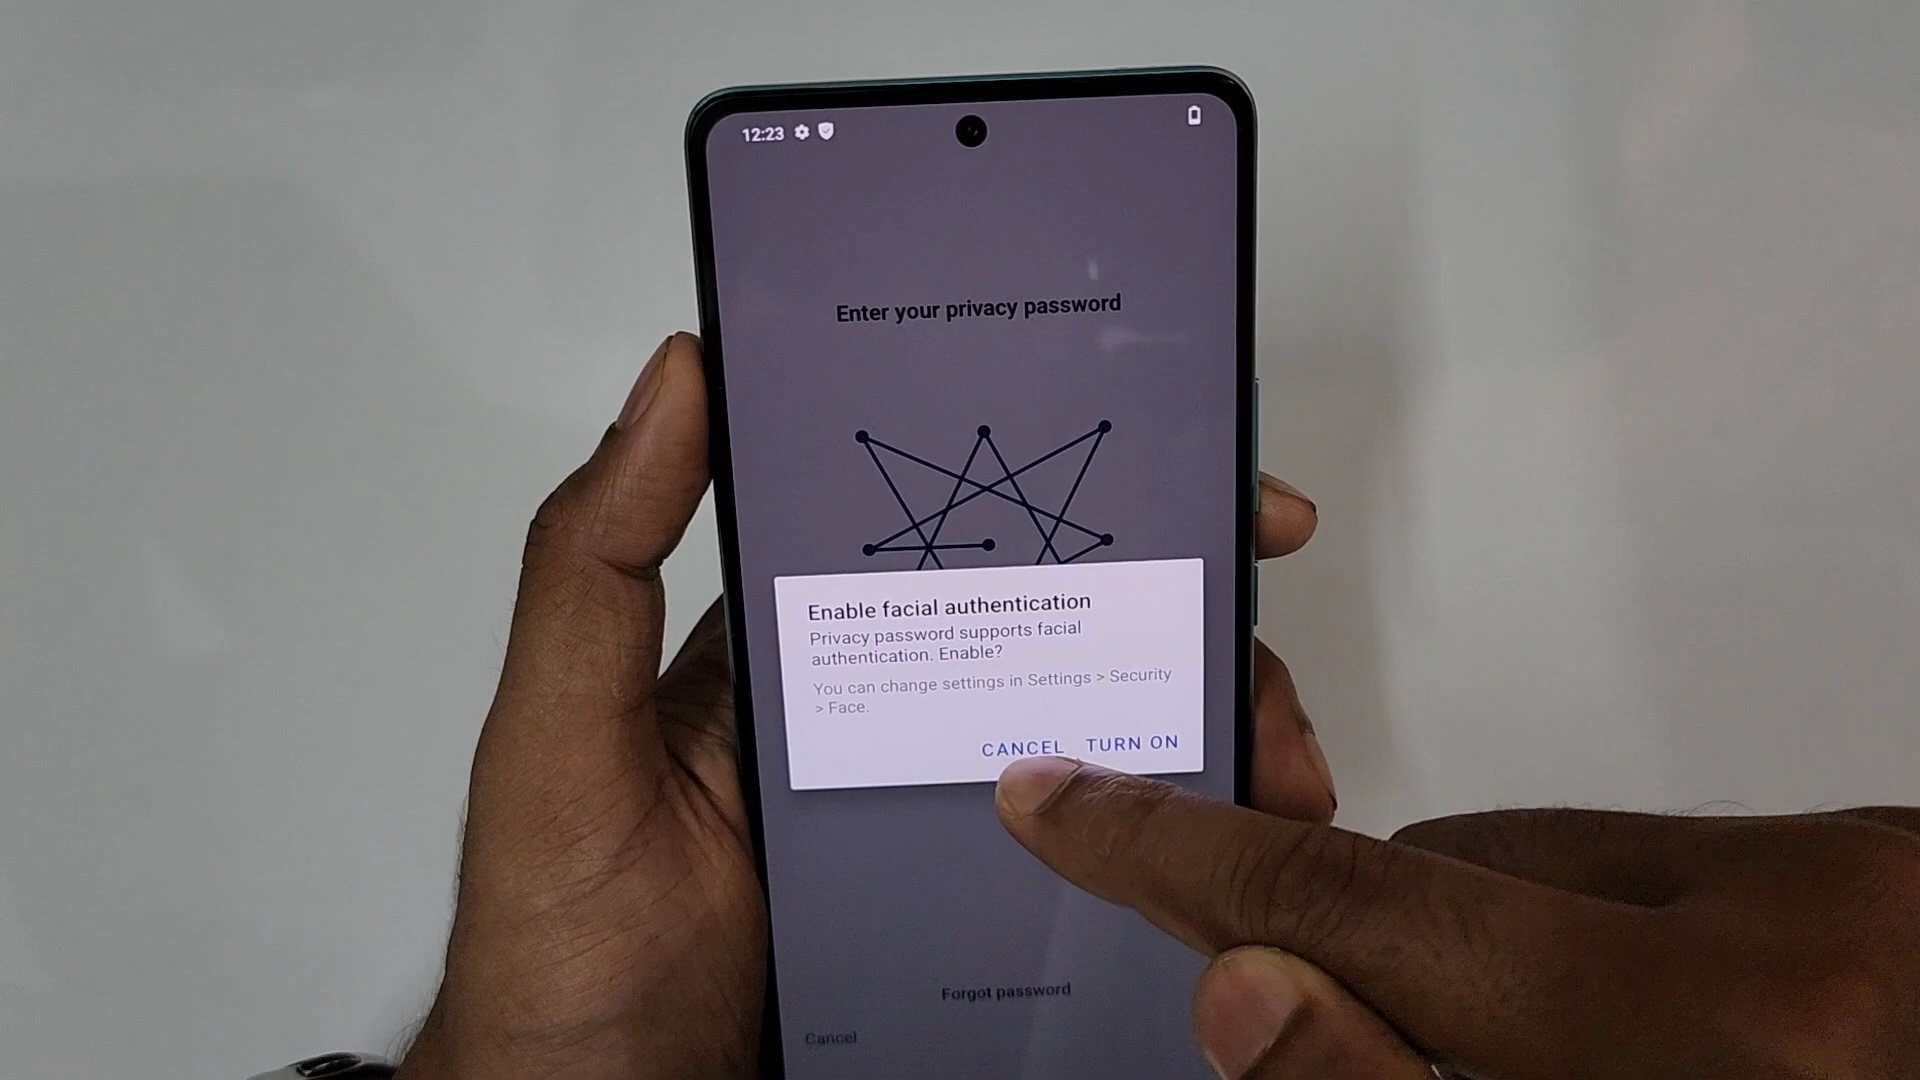 12:23
Enter your privacy password
Enable facial authentication
Privacy password supports facial
authentication. Enable?
You can change settings in Settings > Security
> Face.
CANCEL TURN ON
Forgot password
Cancel